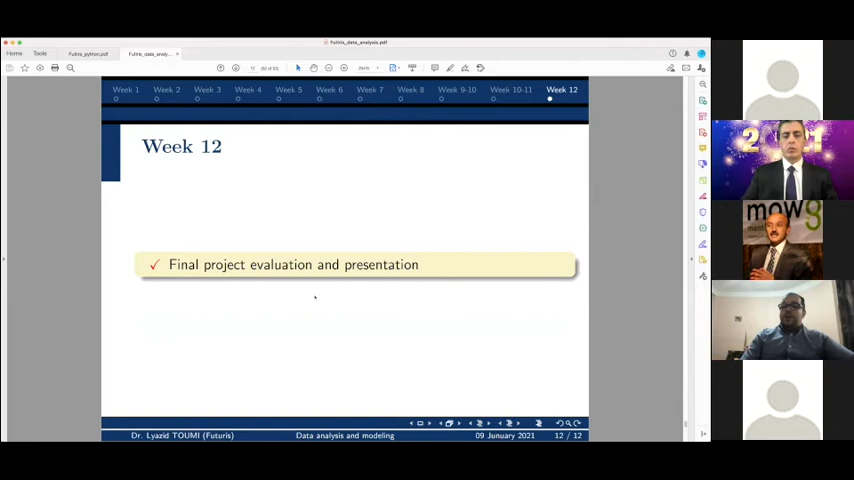 Futiris_data_analysis.pdf
Home Tools Futiris_python.pdf Futiris_data_analy... ×
Week 1 Week 2 Week 3 Week 4 Week 5 Week 6 Week 7 Week 8 Week 9-10 Week 10-11 Week 12
Week 12
✓ Final project evaluation and presentation
Dr. Lyazid TOUMI (Futuris) Data analysis and modeling 09 Junuary 2021 12 / 12
2021
mowg